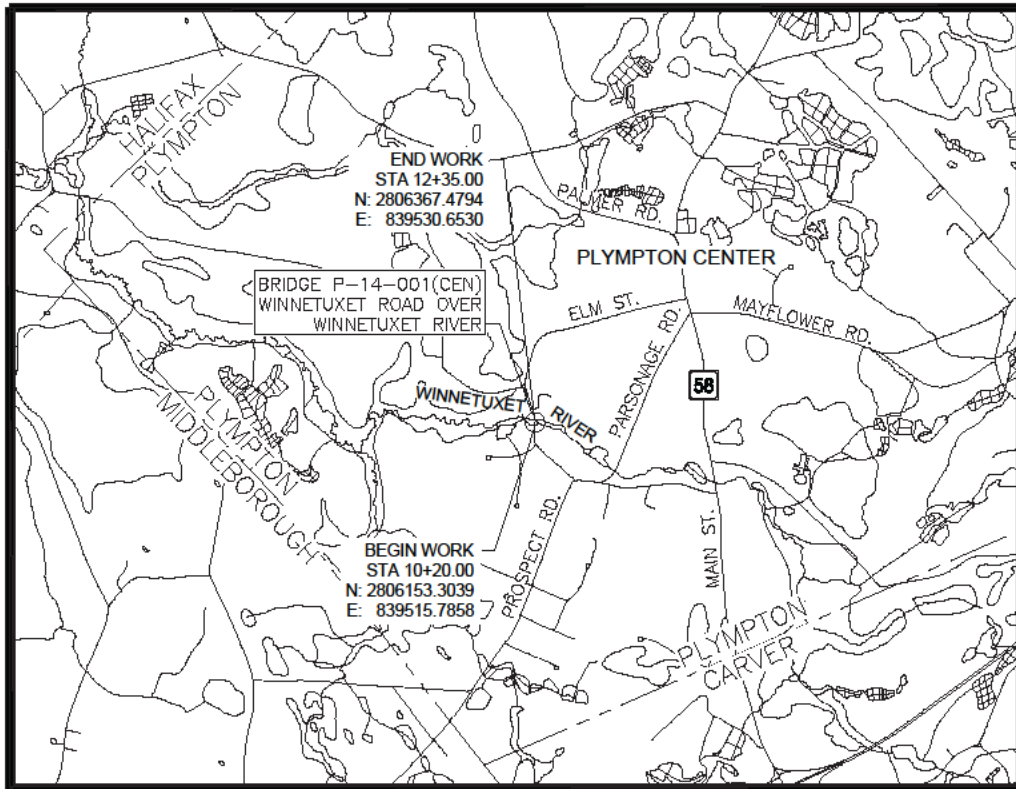 HALIFAX
PLYMPTON
END WORK
STA 12+35.00
N: 2806367.4794
E: 839530.6530
PALMER RD.
PLYMPTON CENTER
BRIDGE P-14-001(CEN)
WINNETUXET ROAD OVER
WINNETUXET RIVER
ELM ST.
MAYFLOWER RD.
PARSONAGE RD.
58
WINNETUXET
RIVER
PLYMPTON
MIDDLEBOROUGH
BEGIN WORK
STA 10+20.00
N: 2806153.3039
E: 839515.7858
PROSPECT RD.
MAIN ST.
PLYMPTON
CARVER